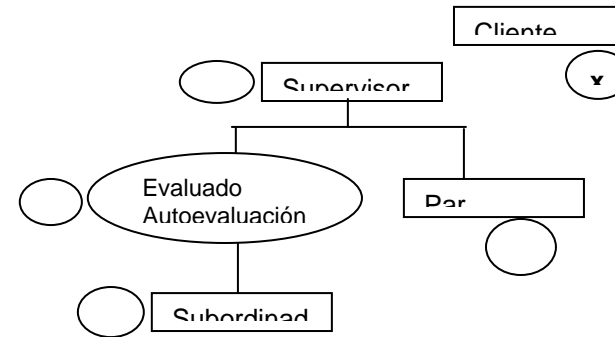 Cliente
x
Supervisor
Evaluado
Autoevaluación
Par
Subordinad